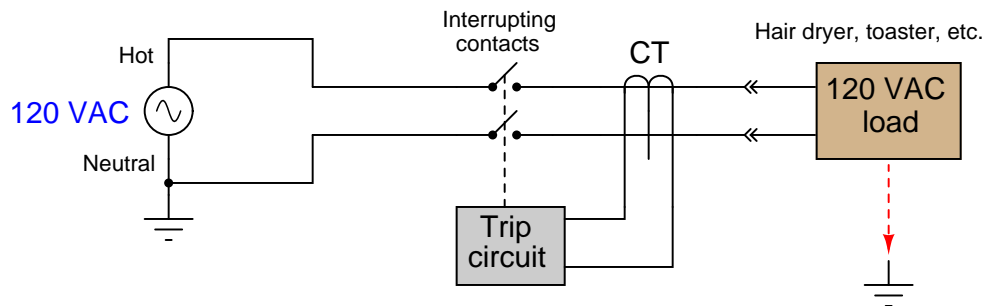 Interrupting
contacts
Hot
120 VAC
Neutral
CT
Hair dryer, toaster, etc.
120 VAC
load
Trip
circuit